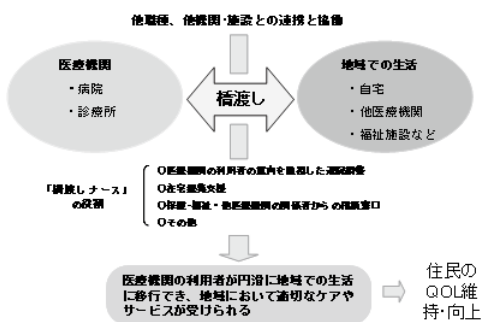 他職種、他機関・施設との連携と協働
医療機関
・病院
・診療所
橋渡し
地域での生活
・自宅
・他医療機関
・福祉施設など
「橋渡しナース」
の役割
○医療機関の利用者の意向を重視した退院調整
○在宅療養支援
○保健・福祉・他医療機関の関係者からの相談窓口
○その他
医療機関の利用者が円滑に地域での生活
に移行でき、地域において適切なケアや
サービスが受けられる
住民の
QOL維
持・向上